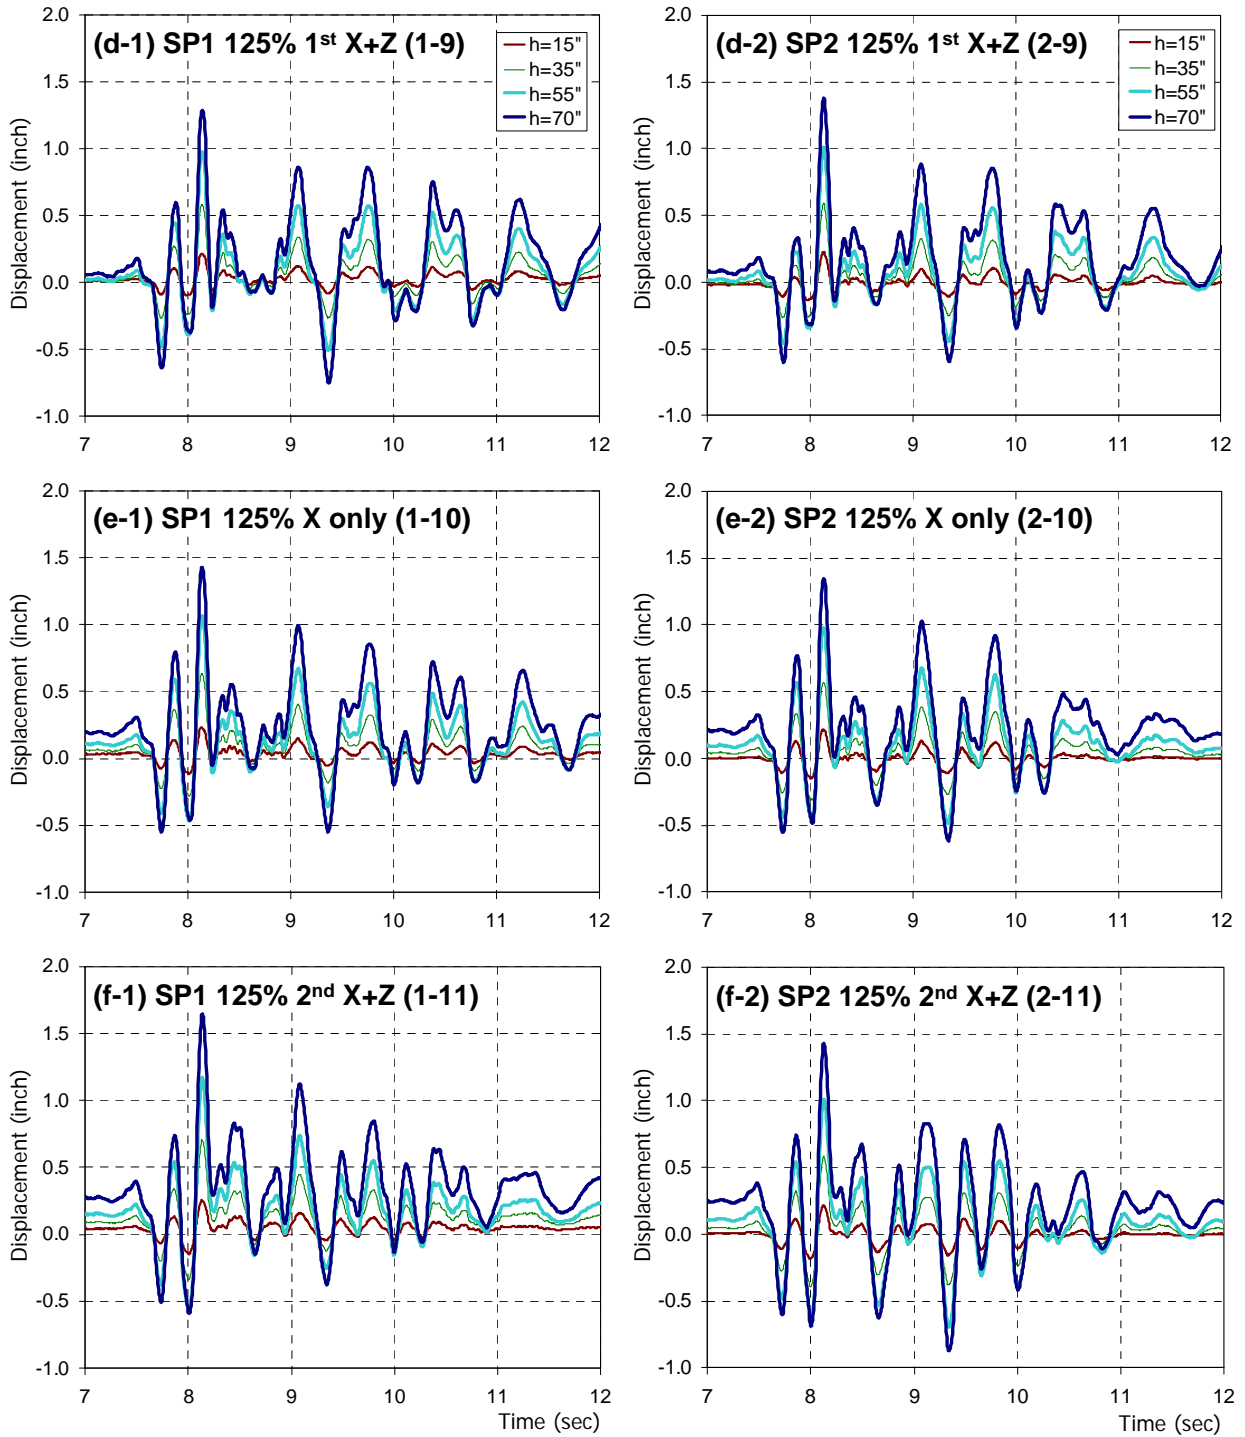 (d-1) SP1 125% 1st X+Z (1-9)
h=15"
h=35"
h=55"
h=70"
Displacement (inch)
2.0
1.5
1.0
0.5
0.0
-0.5
-1.0
7 8 9 10 11 12
(d-2) SP2 125% 1st X+Z (2-9)
h=15"
h=35"
h=55"
h=70"
Displacement (inch)
2.0
1.5
1.0
0.5
0.0
-0.5
-1.0
7 8 9 10 11 12
(e-1) SP1 125% X only (1-10)
Displacement (inch)
2.0
1.5
1.0
0.5
0.0
-0.5
-1.0
7 8 9 10 11 12
(e-2) SP2 125% X only (2-10)
Displacement (inch)
2.0
1.5
1.0
0.5
0.0
-0.5
-1.0
7 8 9 10 11 12
(f-1) SP1 125% 2nd X+Z (1-11)
Displacement (inch)
2.0
1.5
1.0
0.5
0.0
-0.5
-1.0
7 8 9 10 11 12
Time (sec)
(f-2) SP2 125% 2nd X+Z (2-11)
Displacement (inch)
2.0
1.5
1.0
0.5
0.0
-0.5
-1.0
7 8 9 10 11 12
Time (sec)